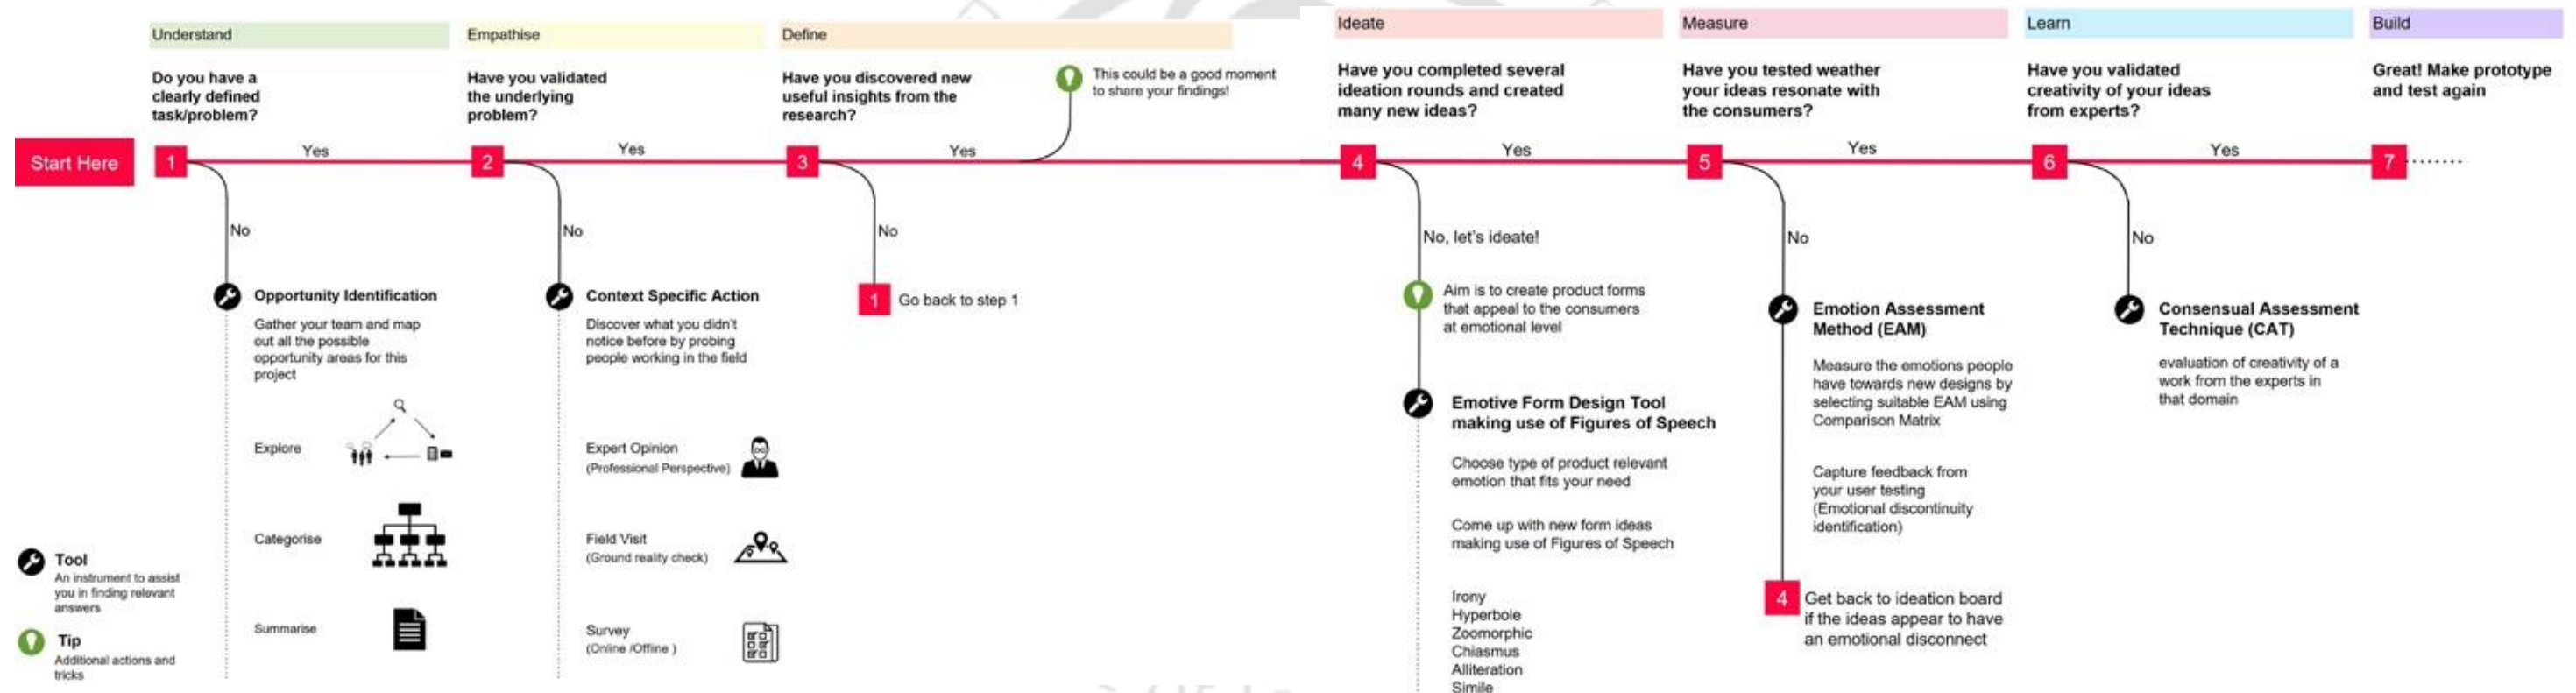 Understand
Do you have a
clearly defined
task/problem?
Empathise
Have you validated
the underlying
problem?
Define
Have you discovered new
useful insights from the
research?
This could be a good moment
to share your findings!
Ideate
Have you completed several
ideation rounds and created
many new ideas?
Measure
Have you tested weather
your ideas resonate with
the consumers?
Learn
Have you validated
creativity of your ideas
from experts?
Build
Great! Make prototype
and test again
Start Here
1
Yes
2
Yes
3
Yes
4
Yes
5
Yes
6
Yes
7
No
Opportunity Identification
Gather your team and map
out all the possible
opportunity areas for this
project
Explore
Categorise
Summarise
No
Context Specific Action
Discover what you didn't
notice before by probing
people working in the field
Expert Opinion
(Professional Perspective)
Field Visit
(Ground reality check)
Survey
(Online /Offline )
No
1
Go back to step 1
No, let's ideate!
Aim is to create product forms
that appeal to the consumers
at emotional level
Emotive Form Design Tool
making use of Figures of Speech
Choose type of product relevant
emotion that fits your need
Come up with new form ideas
making use of Figures of Speech
Irony
Hyperbole
Zoomorphic
Chiasmus
Alliteration
Simile
No
Emotion Assessment
Method (EAM)
Measure the emotions people
have towards new designs by
selecting suitable EAM using
Comparison Matrix
Capture feedback from
your user testing
(Emotional discontinuity
identification)
4
Get back to ideation board
if the ideas appear to have
an emotional disconnect
No
Consensual Assessment
Technique (CAT)
evaluation of creativity of a
work from the experts in
that domain
Tool
An instrument to assist
you in finding relevant
answers
Tip
Additional actions and
tricks